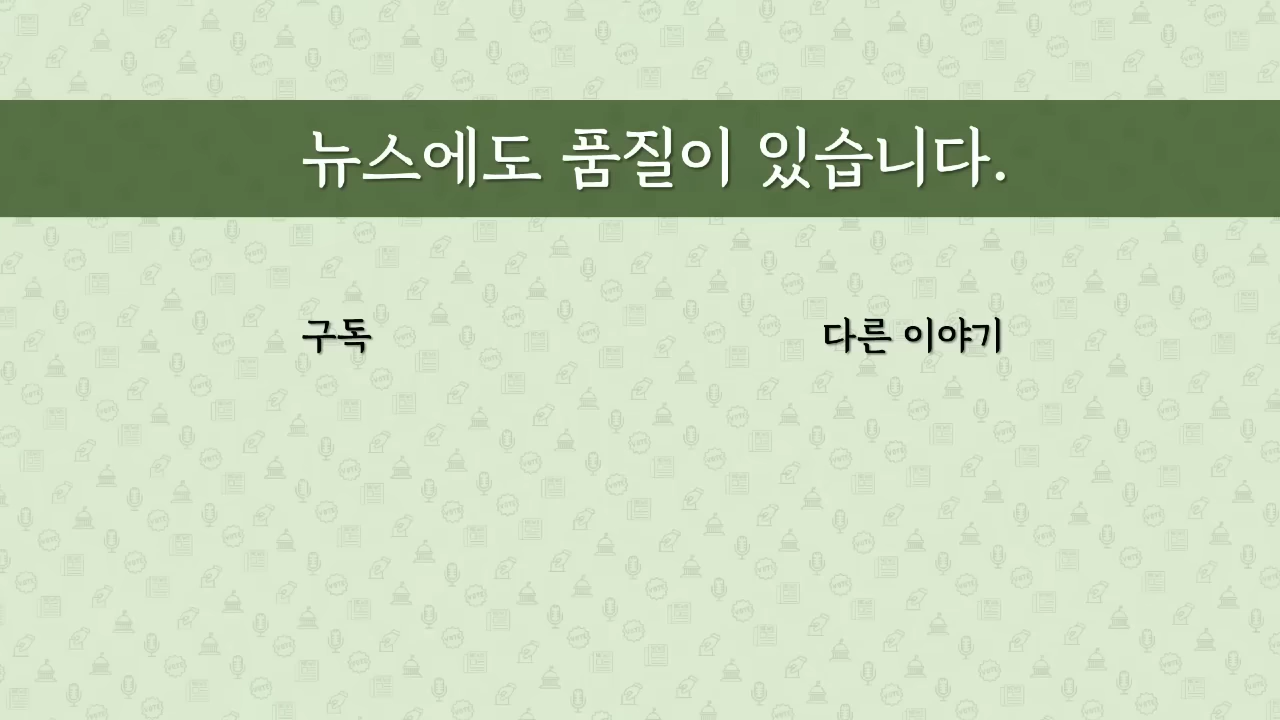 뉴스에도 품질이 있습니다.
구독
다른 이야기